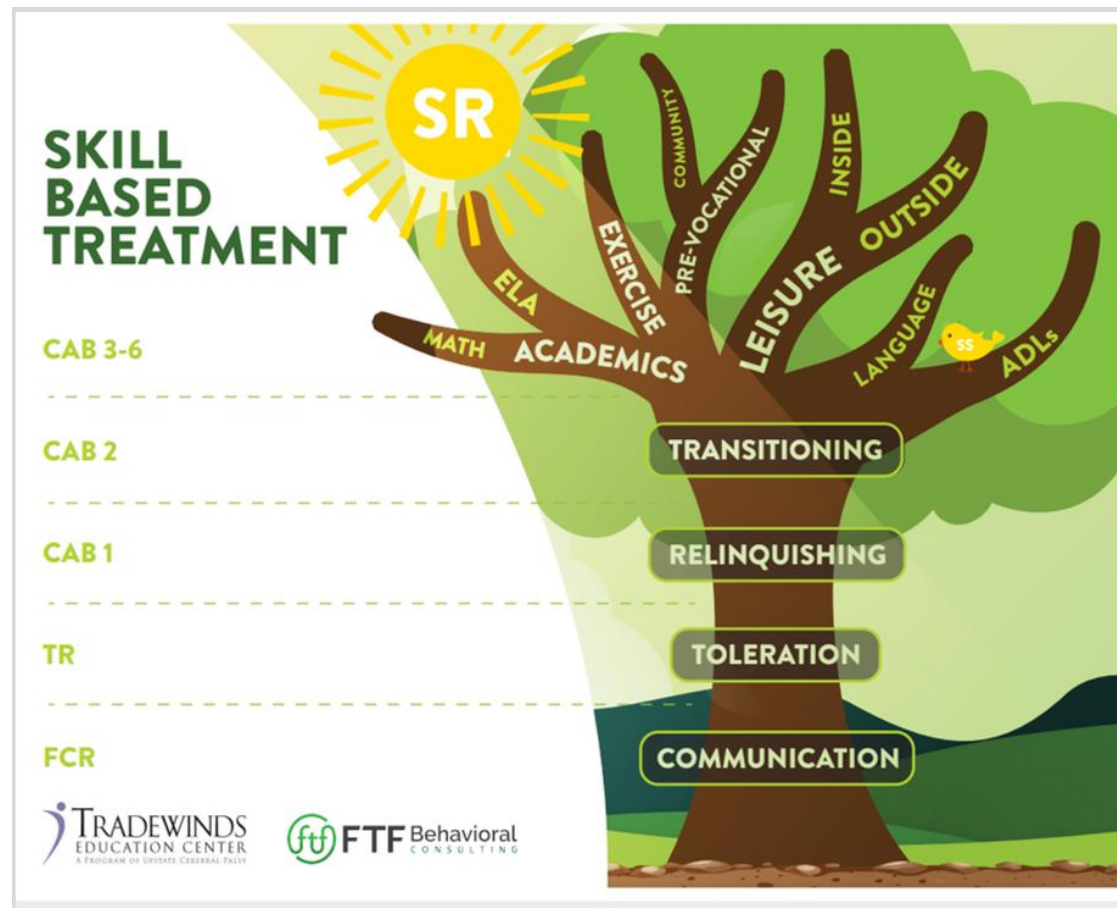 SKILL
BASED
TREATMENT
SR
COMMUNITY
PRE-VOCATIONAL
INSIDE
OUTSIDE
LEISURE
EXERCISE
ELA
MATH
ACADEMICS
LANGUAGE
SS
ADLs
CAB 3-6
CAB 2
TRANSITIONING
CAB 1
RELINQUISHING
TR
TOLERATION
FCR
COMMUNICATION
TRADEWINDS
EDUCATION CENTER
A PROGRAM OF UPSTATE CEREBRAL PALSY
ftf FTF Behavioral
CONSULTING